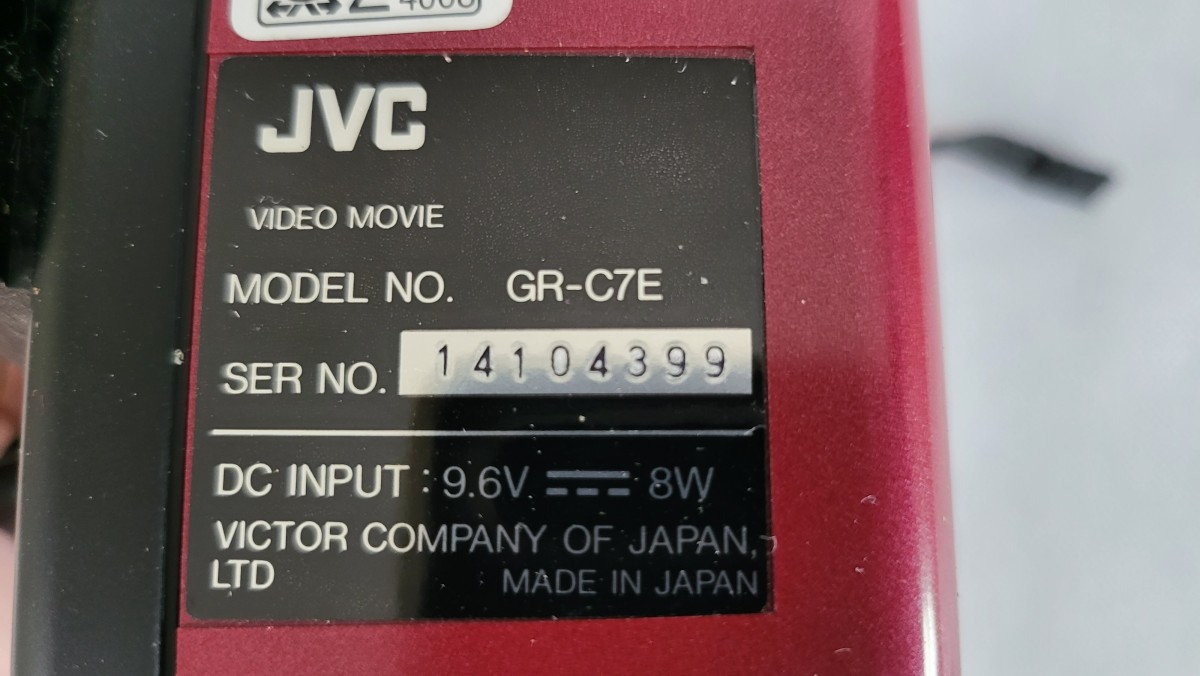 JVC
VIDEO MOVIE
MODEL NO. GR-C7E
SER NO. 14104399
DC INPUT : 9.6V 8W
VICTOR COMPANY OF JAPAN,
LTD
MADE IN JAPAN